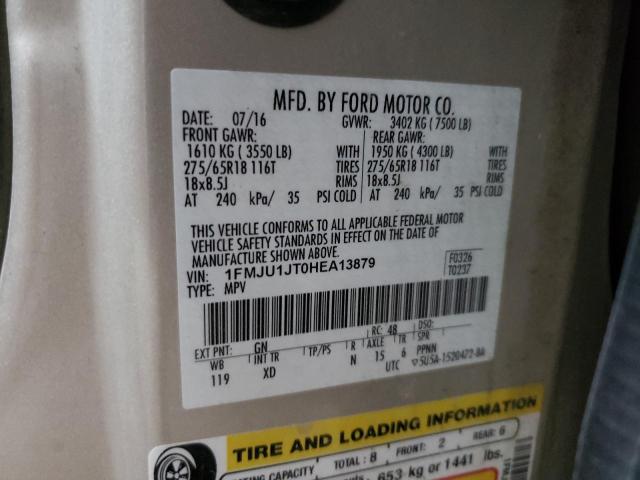 MFD. BY FORD MOTOR CO.
DATE: 07/16 GVWR: 3402 KG ( 7500 LB)
FRONT GAWR: REAR GAWR:
1610 KG ( 3550 LB) WITH 1950 KG ( 4300 LB) WITH
275/65R18 116T TIRES 275/65R18 116T TIRES
18x8.5J RIMS 18x8.5J RIMS
AT 240 kPa/ 35 PSI COLD AT 240 kPa/ 35 PSI COLD
THIS VEHICLE CONFORMS TO ALL APPLICABLE FEDERAL MOTOR
VEHICLE SAFETY STANDARDS IN EFFECT ON THE DATE OF
MANUFACTURE SHOWN ABOVE.
VIN: 1FMJU1JT0HEA13879 F0326
TYPE: MPV T0237
EXT PNT: GN RC: 48 DSO:
WB INT TR TP/PS R AXLE TR SPR
119 XD N 15 6 PPNN
UTC ▽5U5A-1520472-BA
TIRE AND LOADING INFORMATION
CAPACITY TOTAL: 8 FRONT: 2 REAR: 6
653 kg or 1441 lbs.